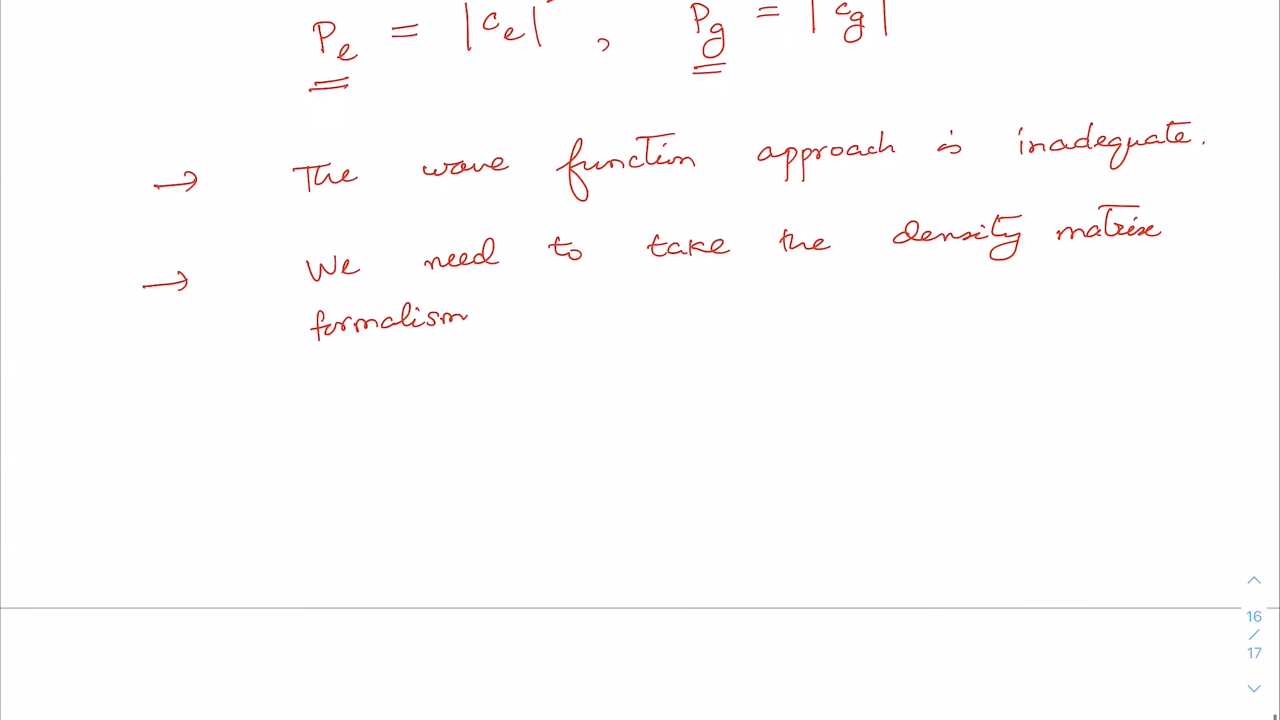 Pe = |ce|² , Pg = |cg|
→ The wave function approach is inadequate.
→ We need to take the density matrix
formalism
16
/
17